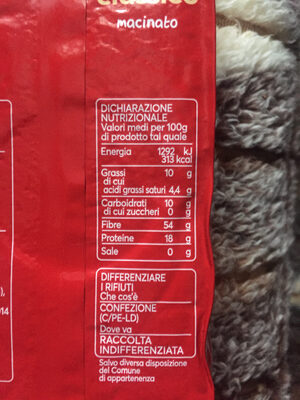 classico
macinato
DICHIARAZIONE
NUTRIZIONALE
Valori medi per 100g
di prodotto tal quale
Energia 1292 kJ
313 kcal
Grassi 10 g
di cui
acidi grassi saturi 4,4 g
Carboidrati 10 g
di cui zuccheri 0 g
Fibre 54 g
Proteine 18 g
Sale 0 g
DIFFERENZIARE
I RIFIUTI
Che cos'è
CONFEZIONE
(C/PE-LD)
Dove va
RACCOLTA
INDIFFERENZIATA
Salvo diversa disposizione
del Comune
di appartenenza